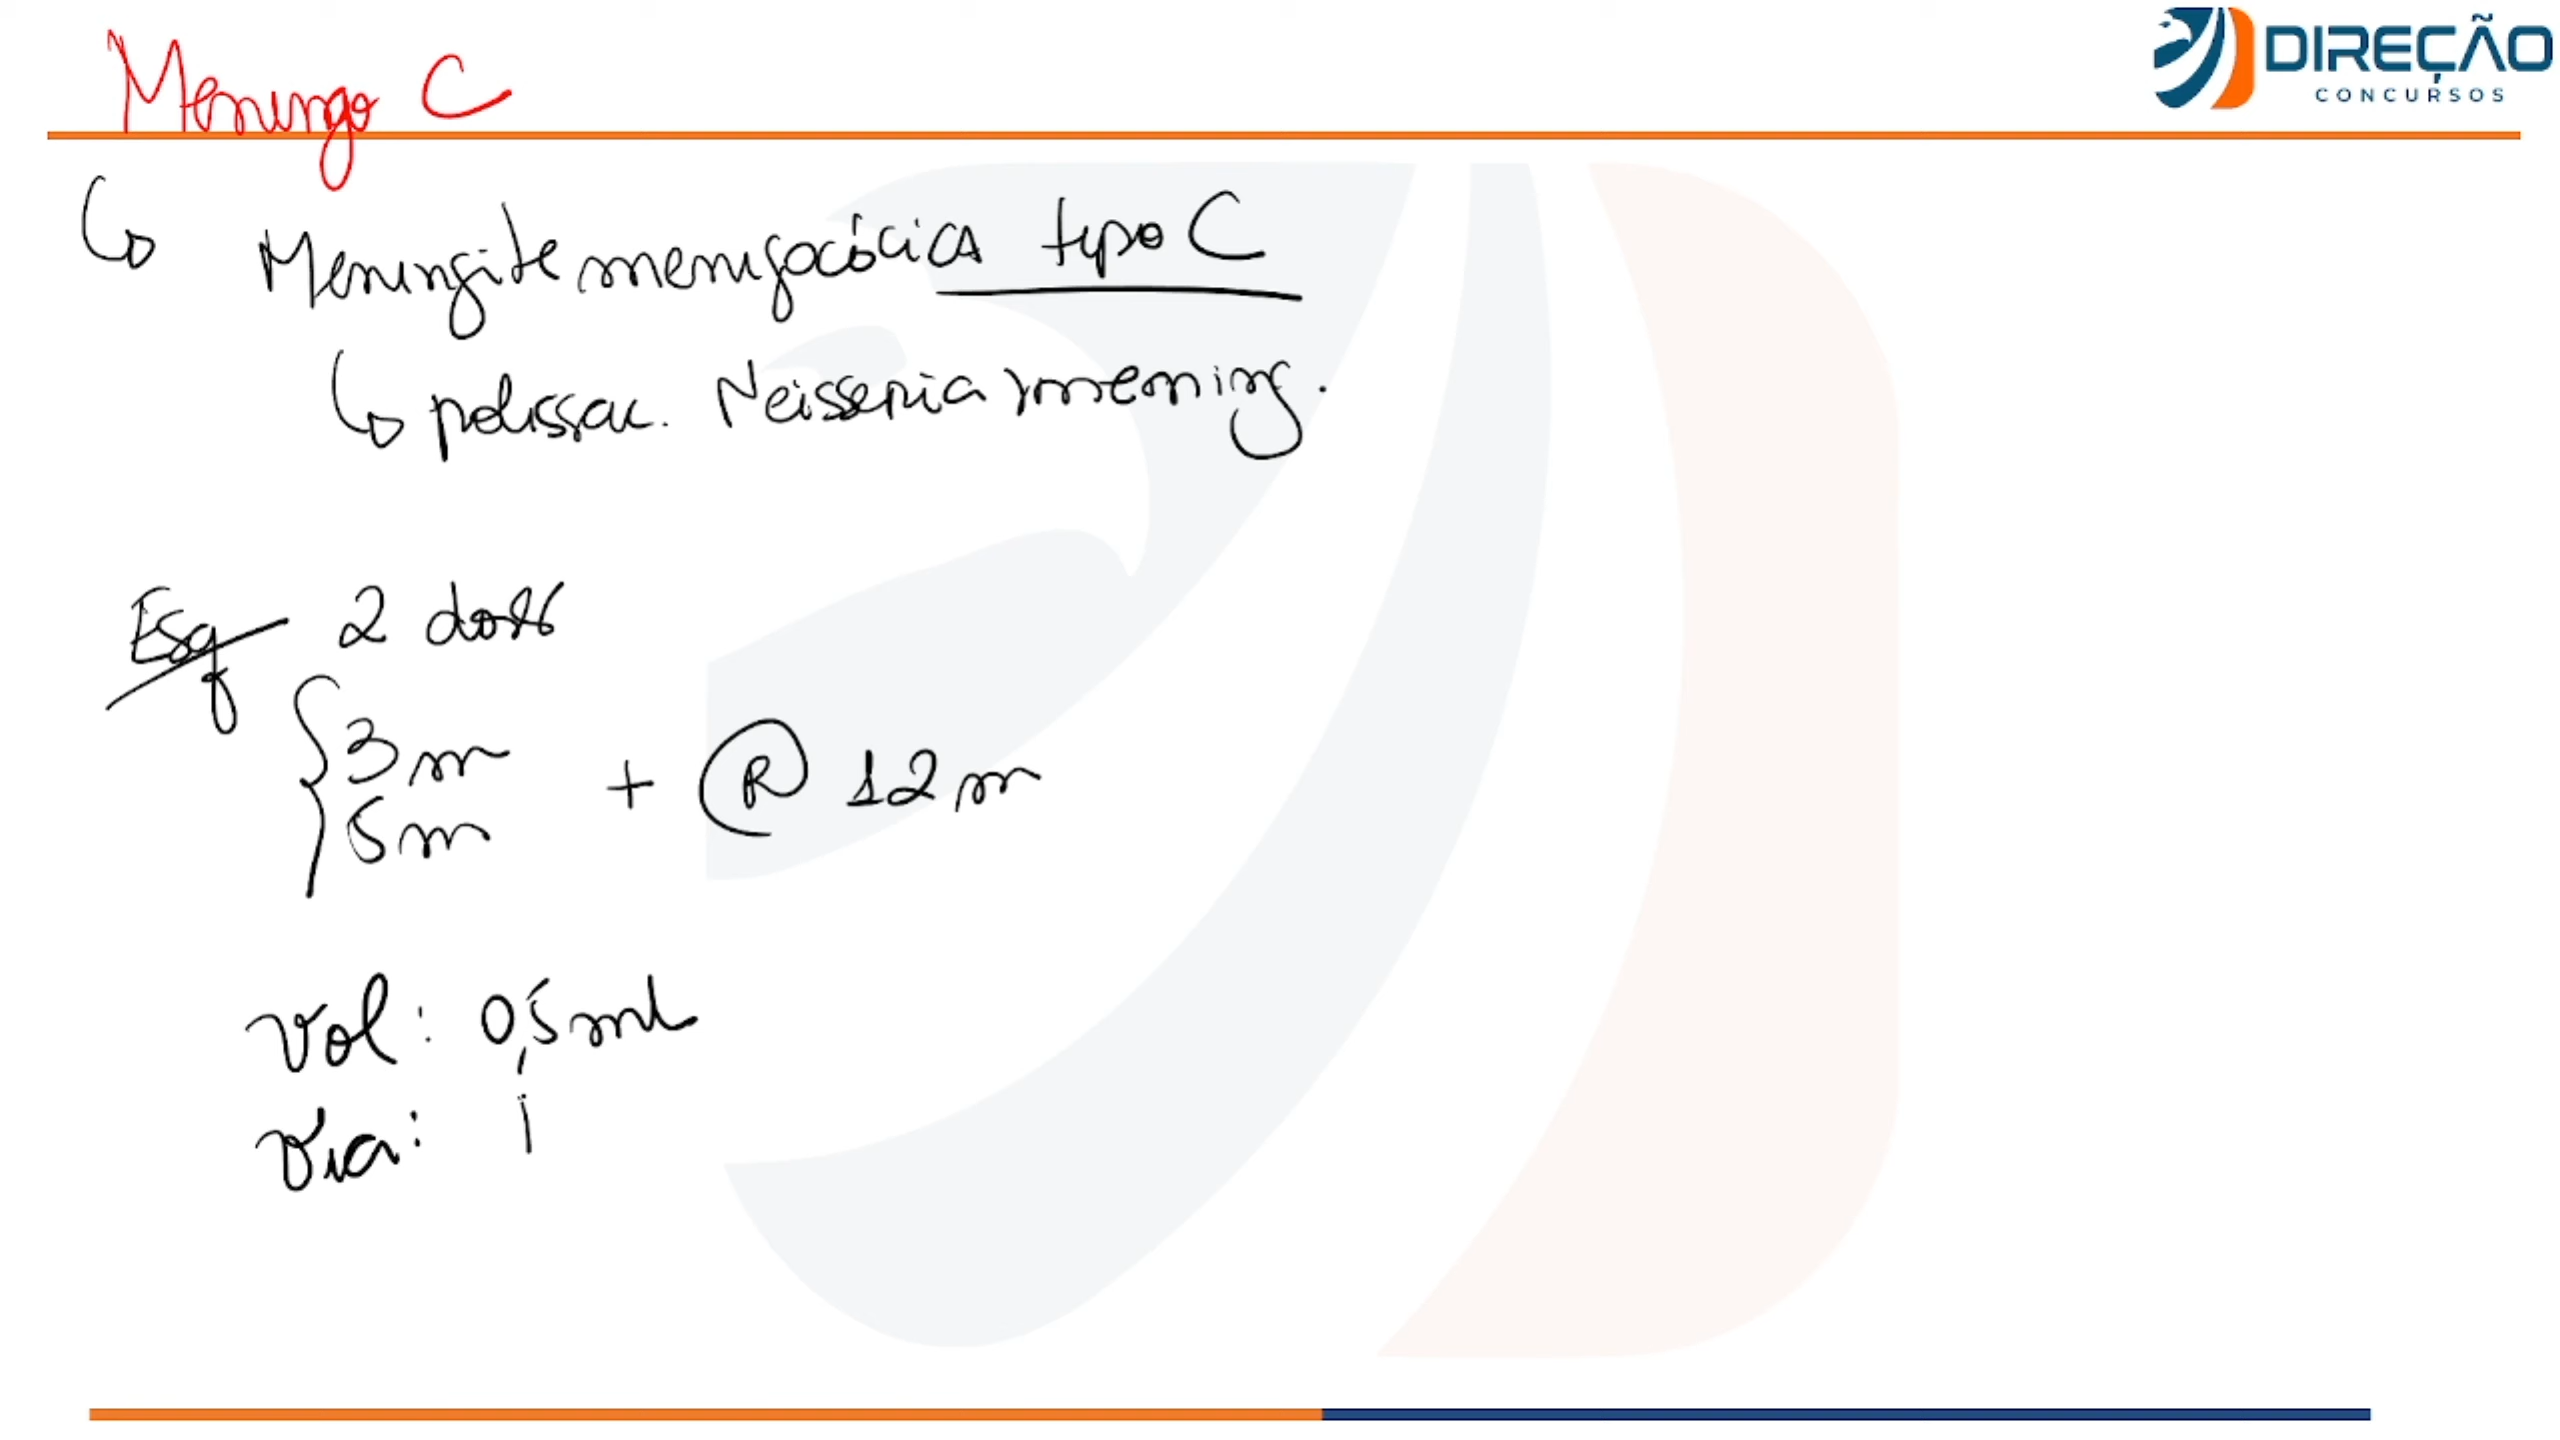 Meningo C
DIREÇÃO
CONCURSOS
Meningite meningocócica tipo C
polissac. Neisseria mening.
Esq 2 doses
3m
5m
+ R 12m
Vol: 0,5ml
Via: i